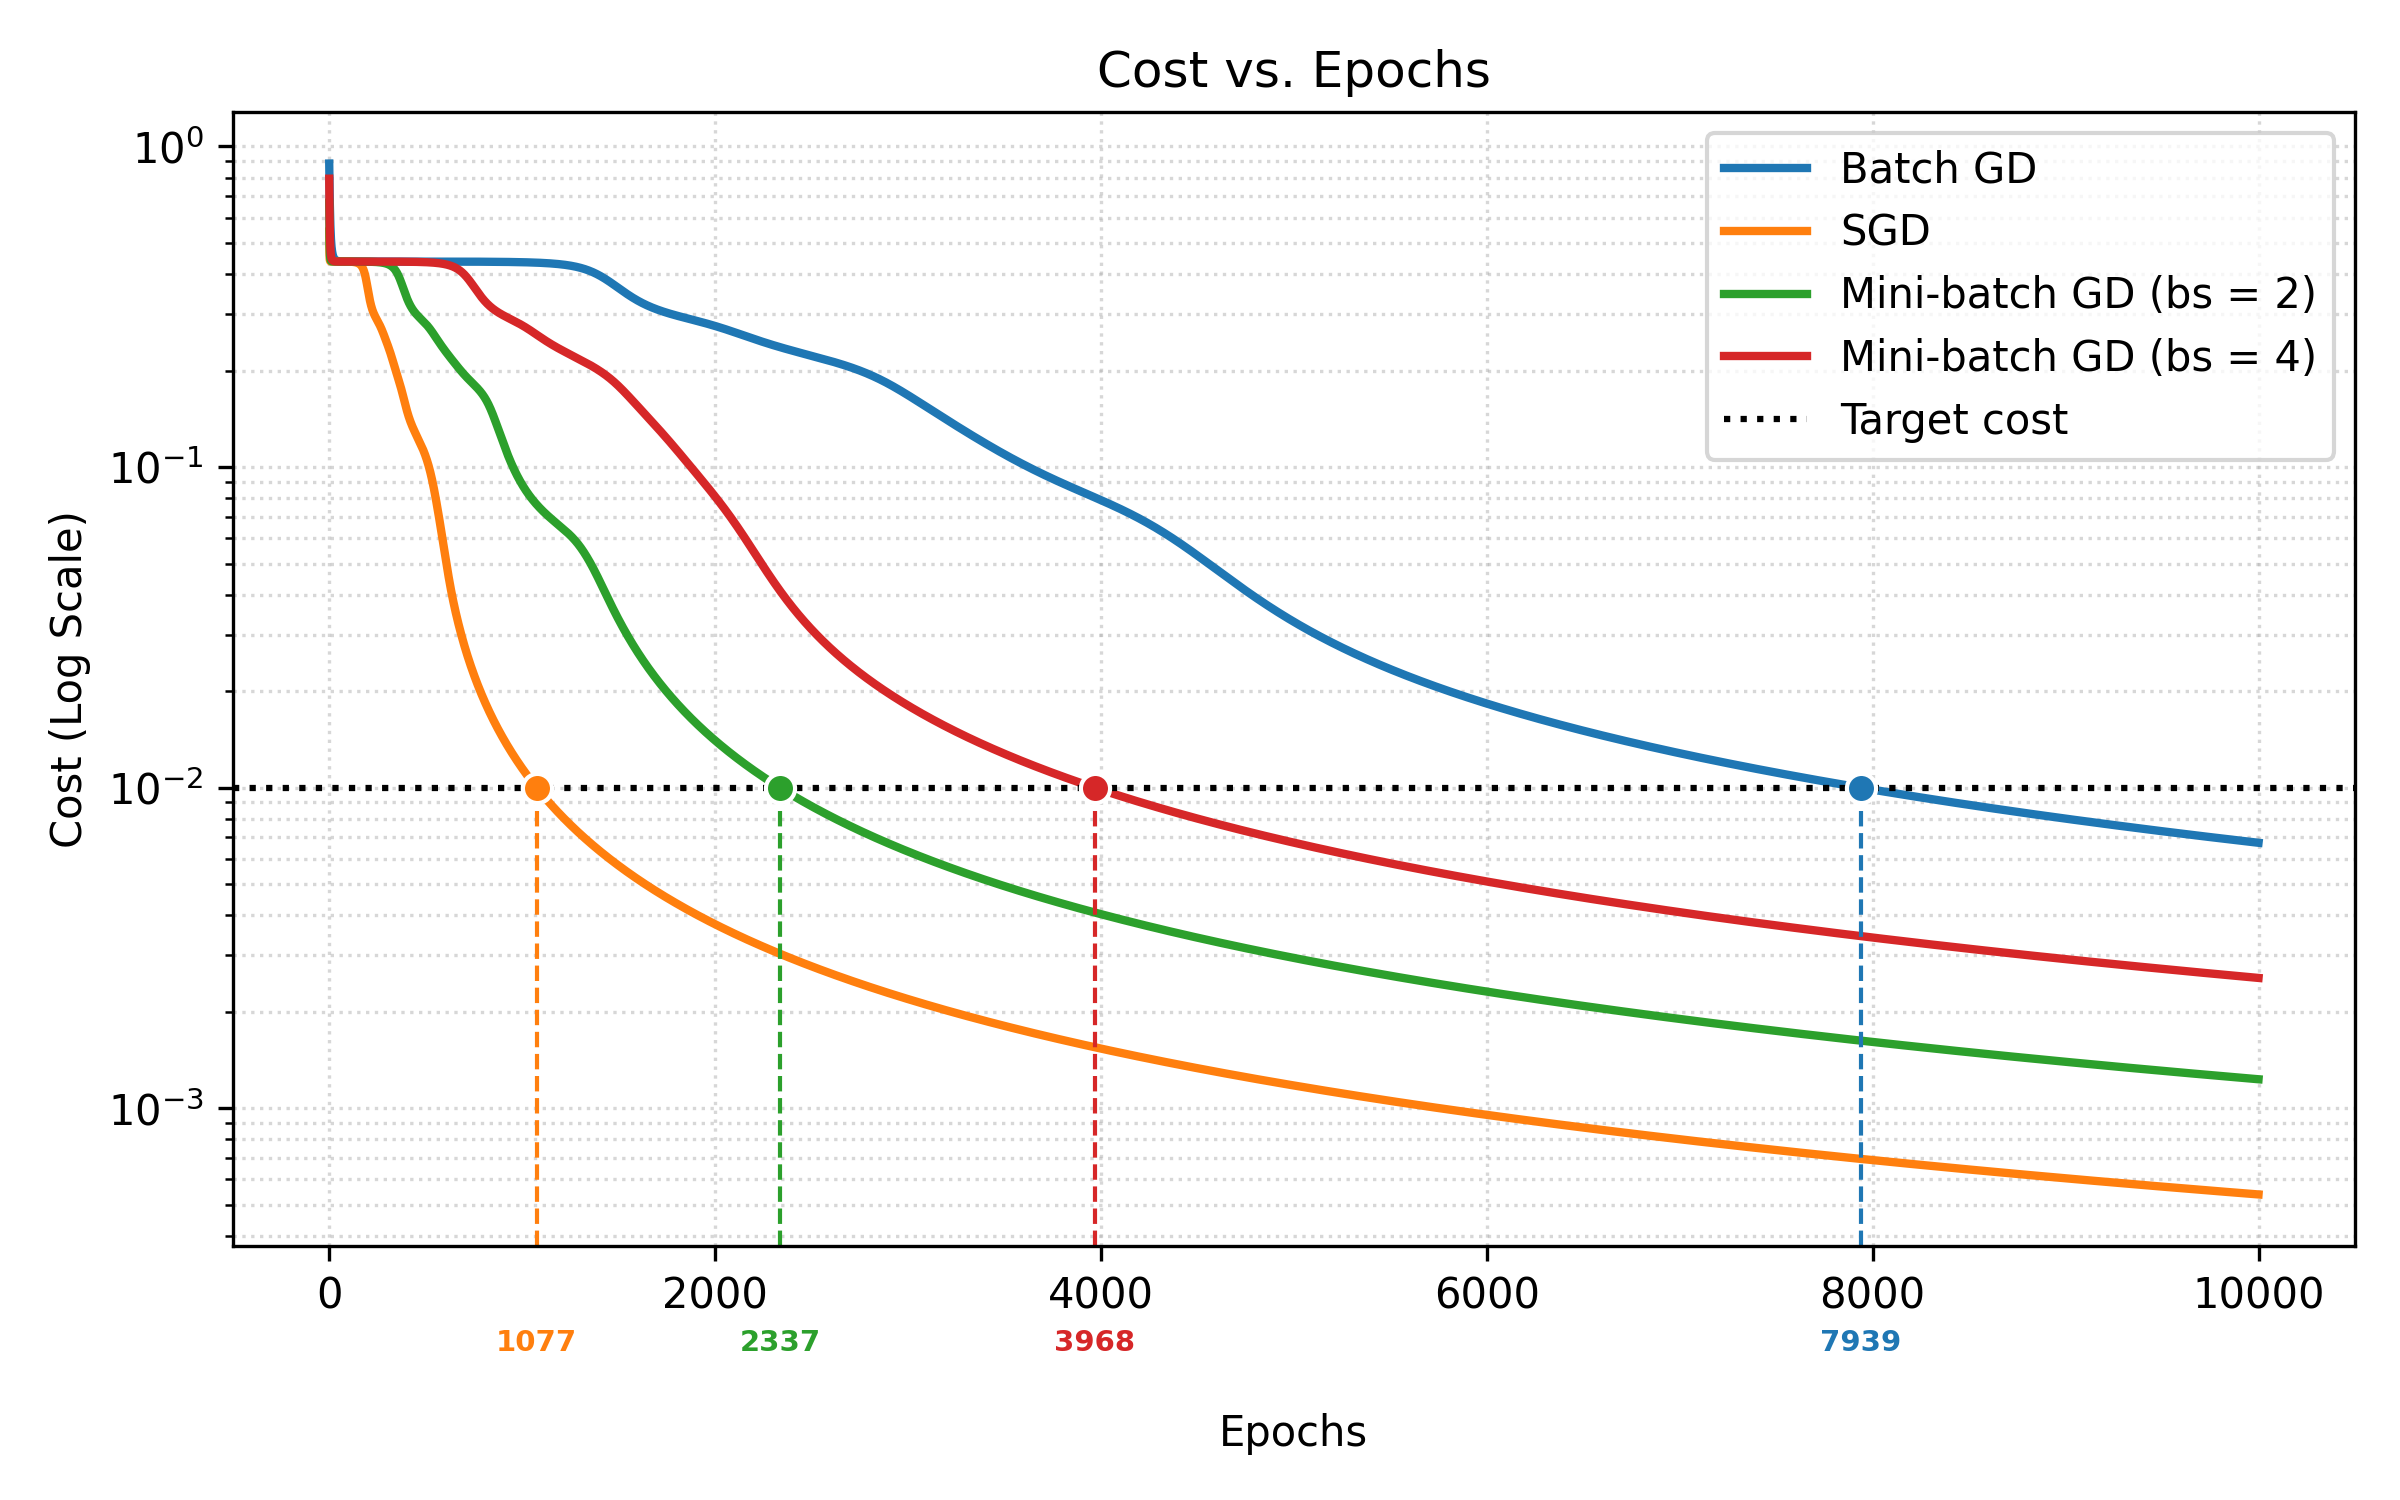 Cost vs. Epochs
Cost (Log Scale)
10⁰
10⁻¹
10⁻²
10⁻³
Batch GD
SGD
Mini-batch GD (bs = 2)
Mini-batch GD (bs = 4)
Target cost
0 2000 4000 6000 8000 10000
1077 2337 3968 7939
Epochs